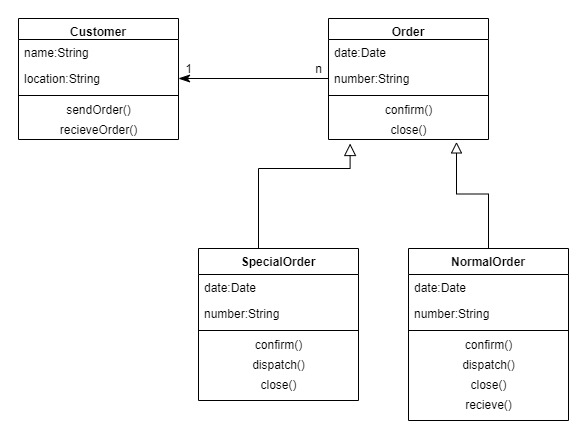 Customer
name:String
location:String
sendOrder()
recieveOrder()
1
n
Order
date:Date
number:String
confirm()
close()
SpecialOrder
date:Date
number:String
confirm()
dispatch()
close()
NormalOrder
date:Date
number:String
confirm()
dispatch()
close()
recieve()